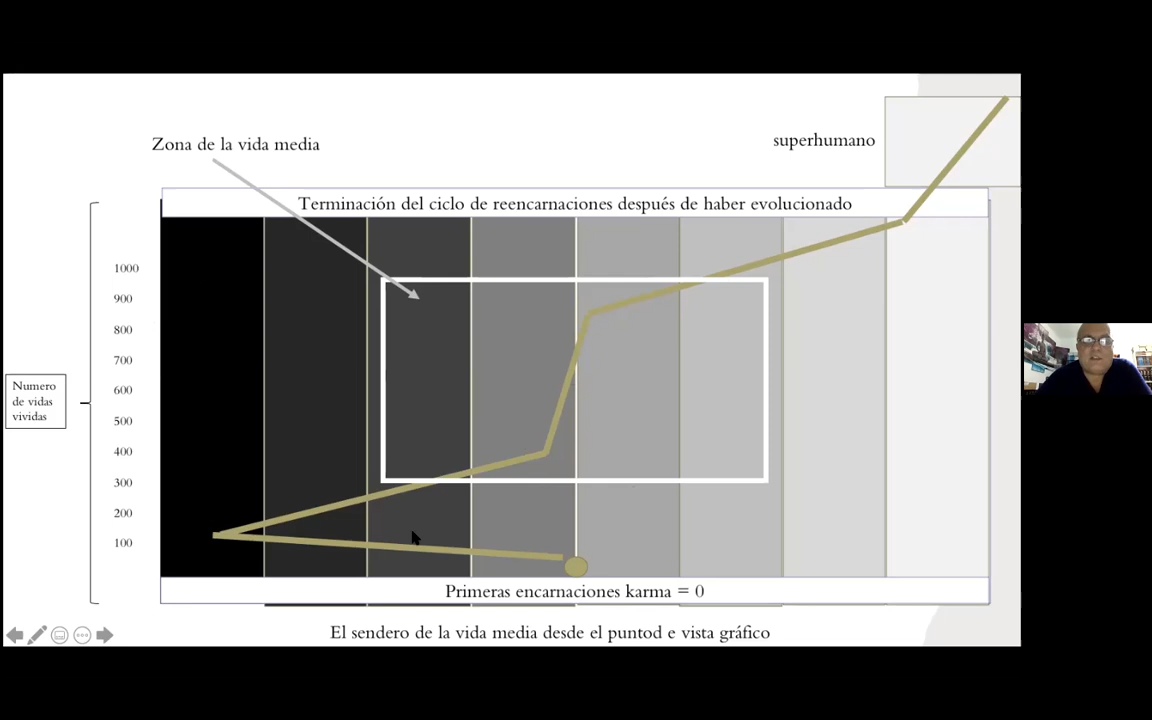 Zona de la vida media
superhumano
Terminación del ciclo de reencarnaciones después de haber evolucionado
1000
900
800
700
600
500
400
300
200
100
Numero
de vidas
vividas
Primeras encarnaciones karma = 0
El sendero de la vida media desde el puntod e vista gráfico